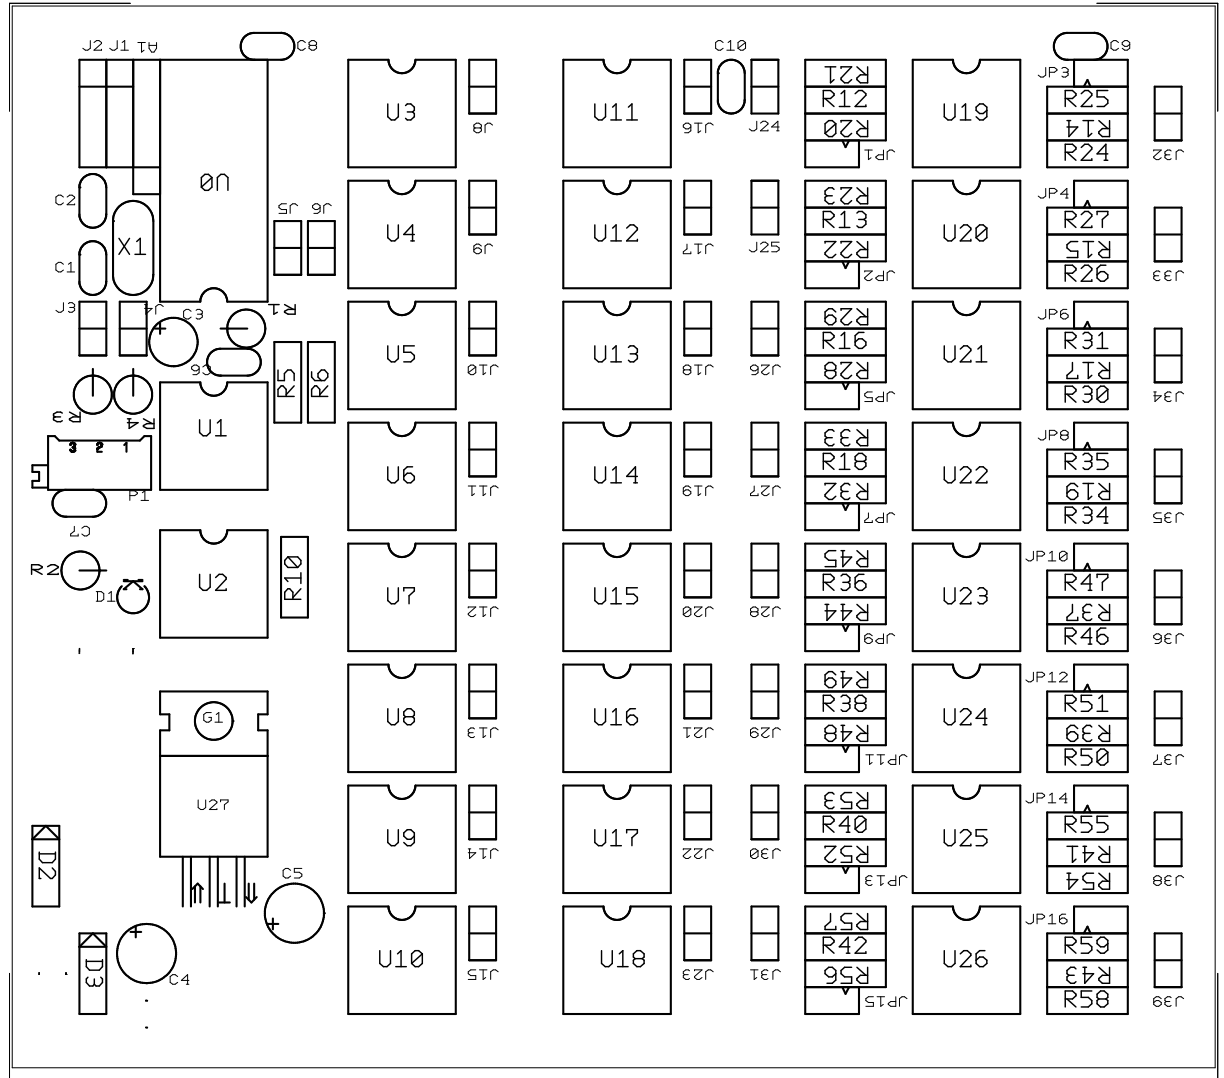 C8 C10 C9
J2 J1 A1
JP3
R21
R12 R25
U3 U11 U19
R20 R14
J8 J16 J24 JP1 R24 J32
U0
C2 R23 JP4
J5 J6 R13 R27
X1 U4 U12 U20
J9 J17 J25 R22 R15
C1 JP2 R26 J33
J3 J4 C3 R1 R29 JP6
R16 R31
U5 U13 U21
C6 J10 J18 J26 R28 R17
R5 R6 JP5 R30 J34
R3 R4 U1
3 2 1 R33 JP8
R18 R35
U6 U14 U22
P1 J11 J19 J27 R32 R19
JP7 R34 J35
C7
R2 R45 JP10
U2 R10 R36 R47
D1 U7 U15 U23
J12 J20 J28 R44 R37
JP9 R46 J36
R49 JP12
R38 R51
G1 U8 U16 U24
J13 J21 J29 R48 R39
JP11 R50 J37
U27 R53 JP14
R40 R55
U9 U17 U25
D2 J14 J22 J30 R52 R41
C5 JP13 R54 J38
R57 JP16
R42 R59
U10 U18 U26
D3 C4 J15 J23 J31 R56 R43
JP15 R58 J39